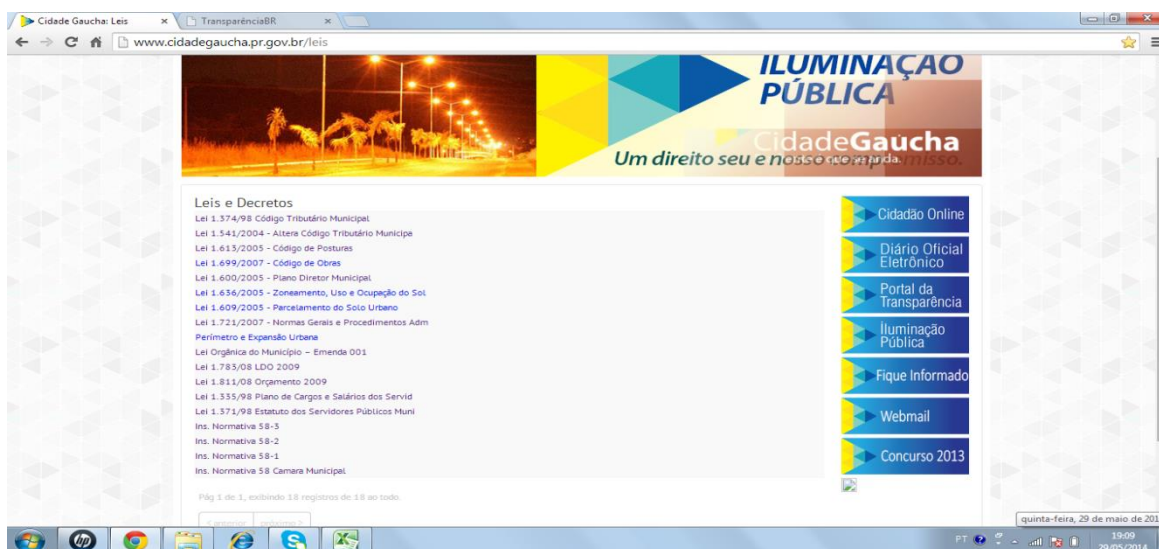 Cidade Gaucha: Leis
TransparênciaBR
www.cidadegaucha.pr.gov.br/leis
ILUMINAÇÃO
PÚBLICA
CidadeGaúcha
Um direito seu e nosso compromisso.
Leis e Decretos
Lei 1.374/98 Código Tributário Municipal
Lei 1.541/2004 - Altera Código Tributário Municipa
Lei 1.613/2005 - Código de Posturas
Lei 1.699/2007 - Código de Obras
Lei 1.600/2005 - Plano Diretor Municipal
Lei 1.636/2005 - Zoneamento, Uso e Ocupação do Sol
Lei 1.609/2005 - Parcelamento do Solo Urbano
Lei 1.721/2007 - Normas Gerais e Procedimentos Adm
Perímetro e Expansão Urbana
Lei Orgânica do Município – Emenda 001
Lei 1.783/08 LDO 2009
Lei 1.811/08 Orçamento 2009
Lei 1.335/98 Plano de Cargos e Salários dos Servid
Lei 1.371/98 Estatuto dos Servidores Públicos Muni
Ins. Normativa 58-3
Ins. Normativa 58-2
Ins. Normativa 58-1
Ins. Normativa 58 Camara Municipal
Pág 1 de 1, exibindo 18 registros de 18 ao todo.
< anterior próximo >
Cidadão Online
Diário Oficial
Eletrônico
Portal da
Transparência
Iluminação
Pública
Fique Informado
Webmail
Concurso 2013
quinta-feira, 29 de maio de 201
PT
19:09
29/05/2014